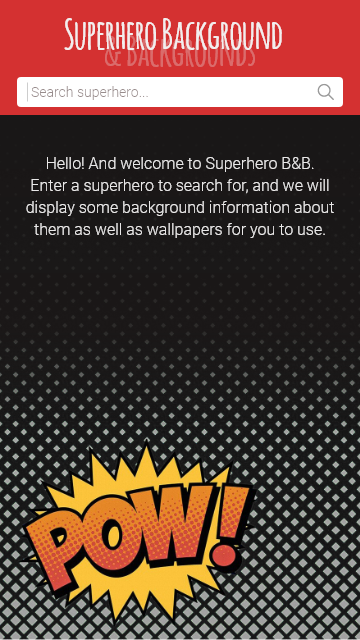 Superhero Background
& Backgrounds
Search superhero...
Hello! And welcome to Superhero B&B.
Enter a superhero to search for, and we will
display some background information about
them as well as wallpapers for you to use.
POW!